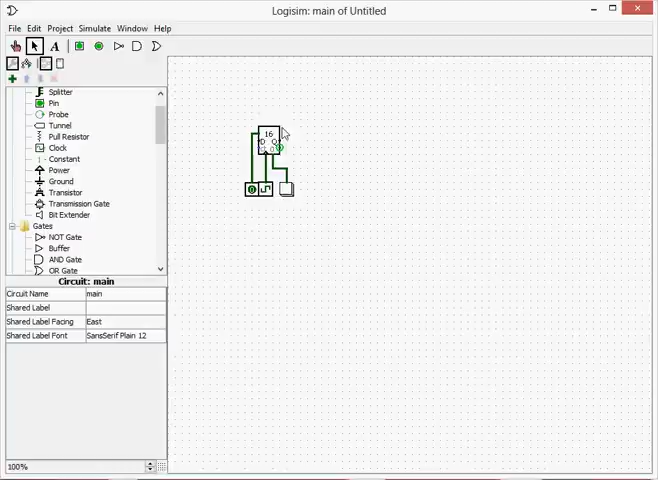 Logisim: main of Untitled
File Edit Project Simulate Window Help
A
Splitter
Pin
Probe
Tunnel
Pull Resistor
Clock
Constant
Power
Ground
Transistor
Transmission Gate
Bit Extender
Gates
NOT Gate
Buffer
AND Gate
OR Gate
Circuit: main
Circuit Name main
Shared Label
Shared Label Facing East
Shared Label Font SansSerif Plain 12
100%
16
D Q